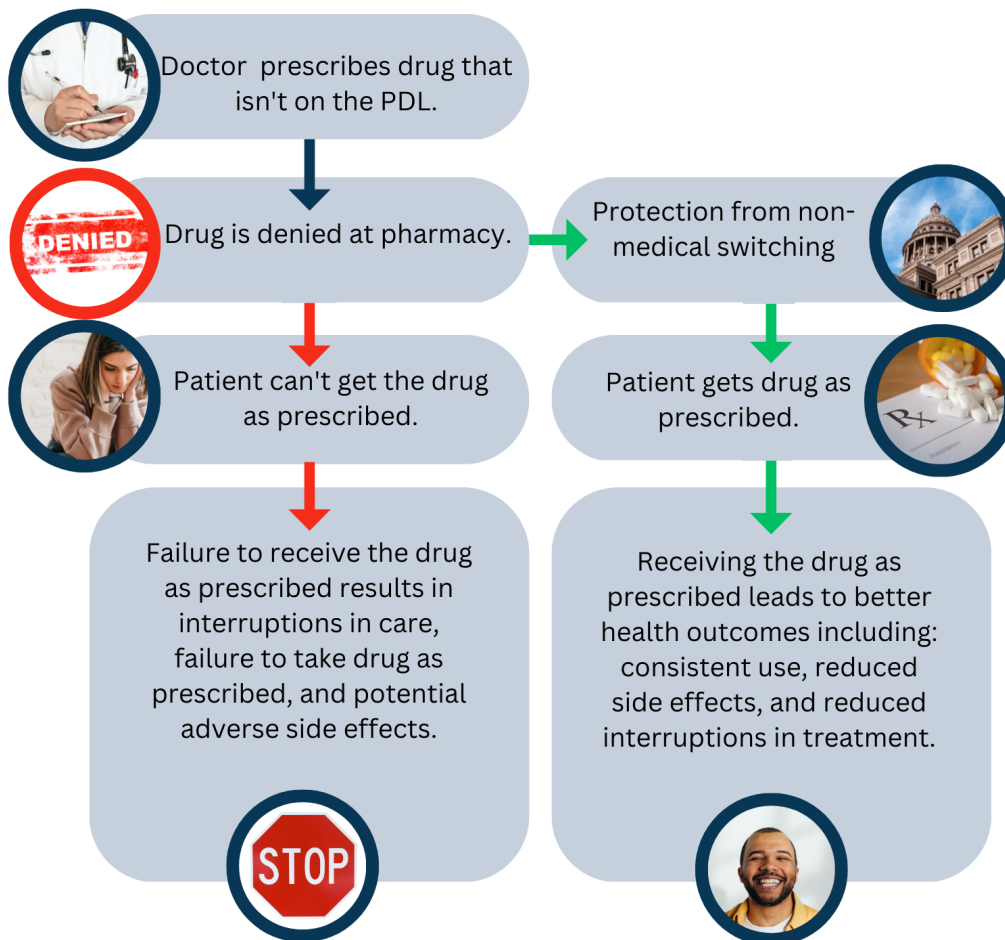 Doctor prescribes drug that
isn't on the PDL.
DENIED
Drug is denied at pharmacy.
Protection from non-
medical switching
Patient can't get the drug
as prescribed.
Patient gets drug as
prescribed.
Rx
Failure to receive the drug
as prescribed results in
interruptions in care,
failure to take drug as
prescribed, and potential
adverse side effects.
STOP
Receiving the drug as
prescribed leads to better
health outcomes including:
consistent use, reduced
side effects, and reduced
interruptions in treatment.